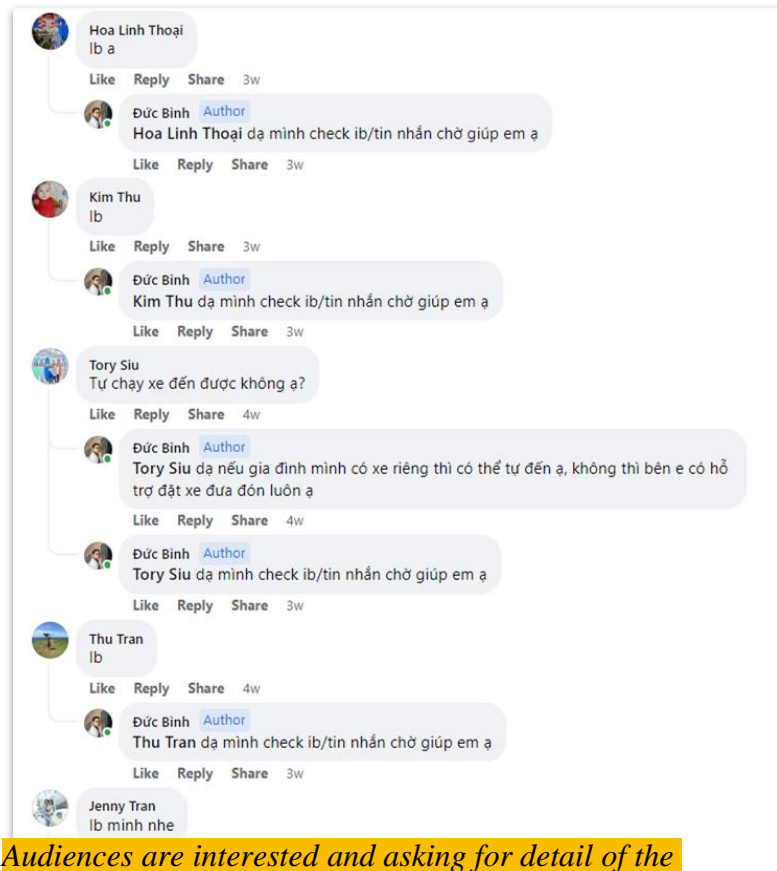 Hoa Linh Thoại
Ib ạ
Like Reply Share 3w
Đức Bình Author
Hoa Linh Thoại dạ mình check ib/tin nhắn chờ giúp em ạ
Like Reply Share 3w
Kim Thu
Ib
Like Reply Share 3w
Đức Bình Author
Kim Thu dạ mình check ib/tin nhắn chờ giúp em ạ
Like Reply Share 3w
Tory Siu
Tự chạy xe đến được không ạ?
Like Reply Share 4w
Đức Bình Author
Tory Siu dạ nếu gia đình mình có xe riêng thì có thể tự đến ạ, không thì bên e có hỗ
trợ đặt xe đưa đón luôn ạ
Like Reply Share 4w
Đức Bình Author
Tory Siu dạ mình check ib/tin nhắn chờ giúp em ạ
Like Reply Share 3w
Thu Tran
Ib
Like Reply Share 4w
Đức Bình Author
Thu Tran dạ mình check ib/tin nhắn chờ giúp em ạ
Like Reply Share 3w
Jenny Tran
Ib minh nhe
Audiences are interested and asking for detail of the